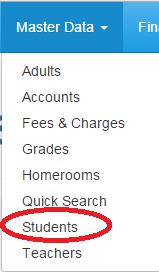 Master Data Fin
Adults
Accounts
Fees & Charges
Grades
Homerooms
Quick Search
Students
Teachers